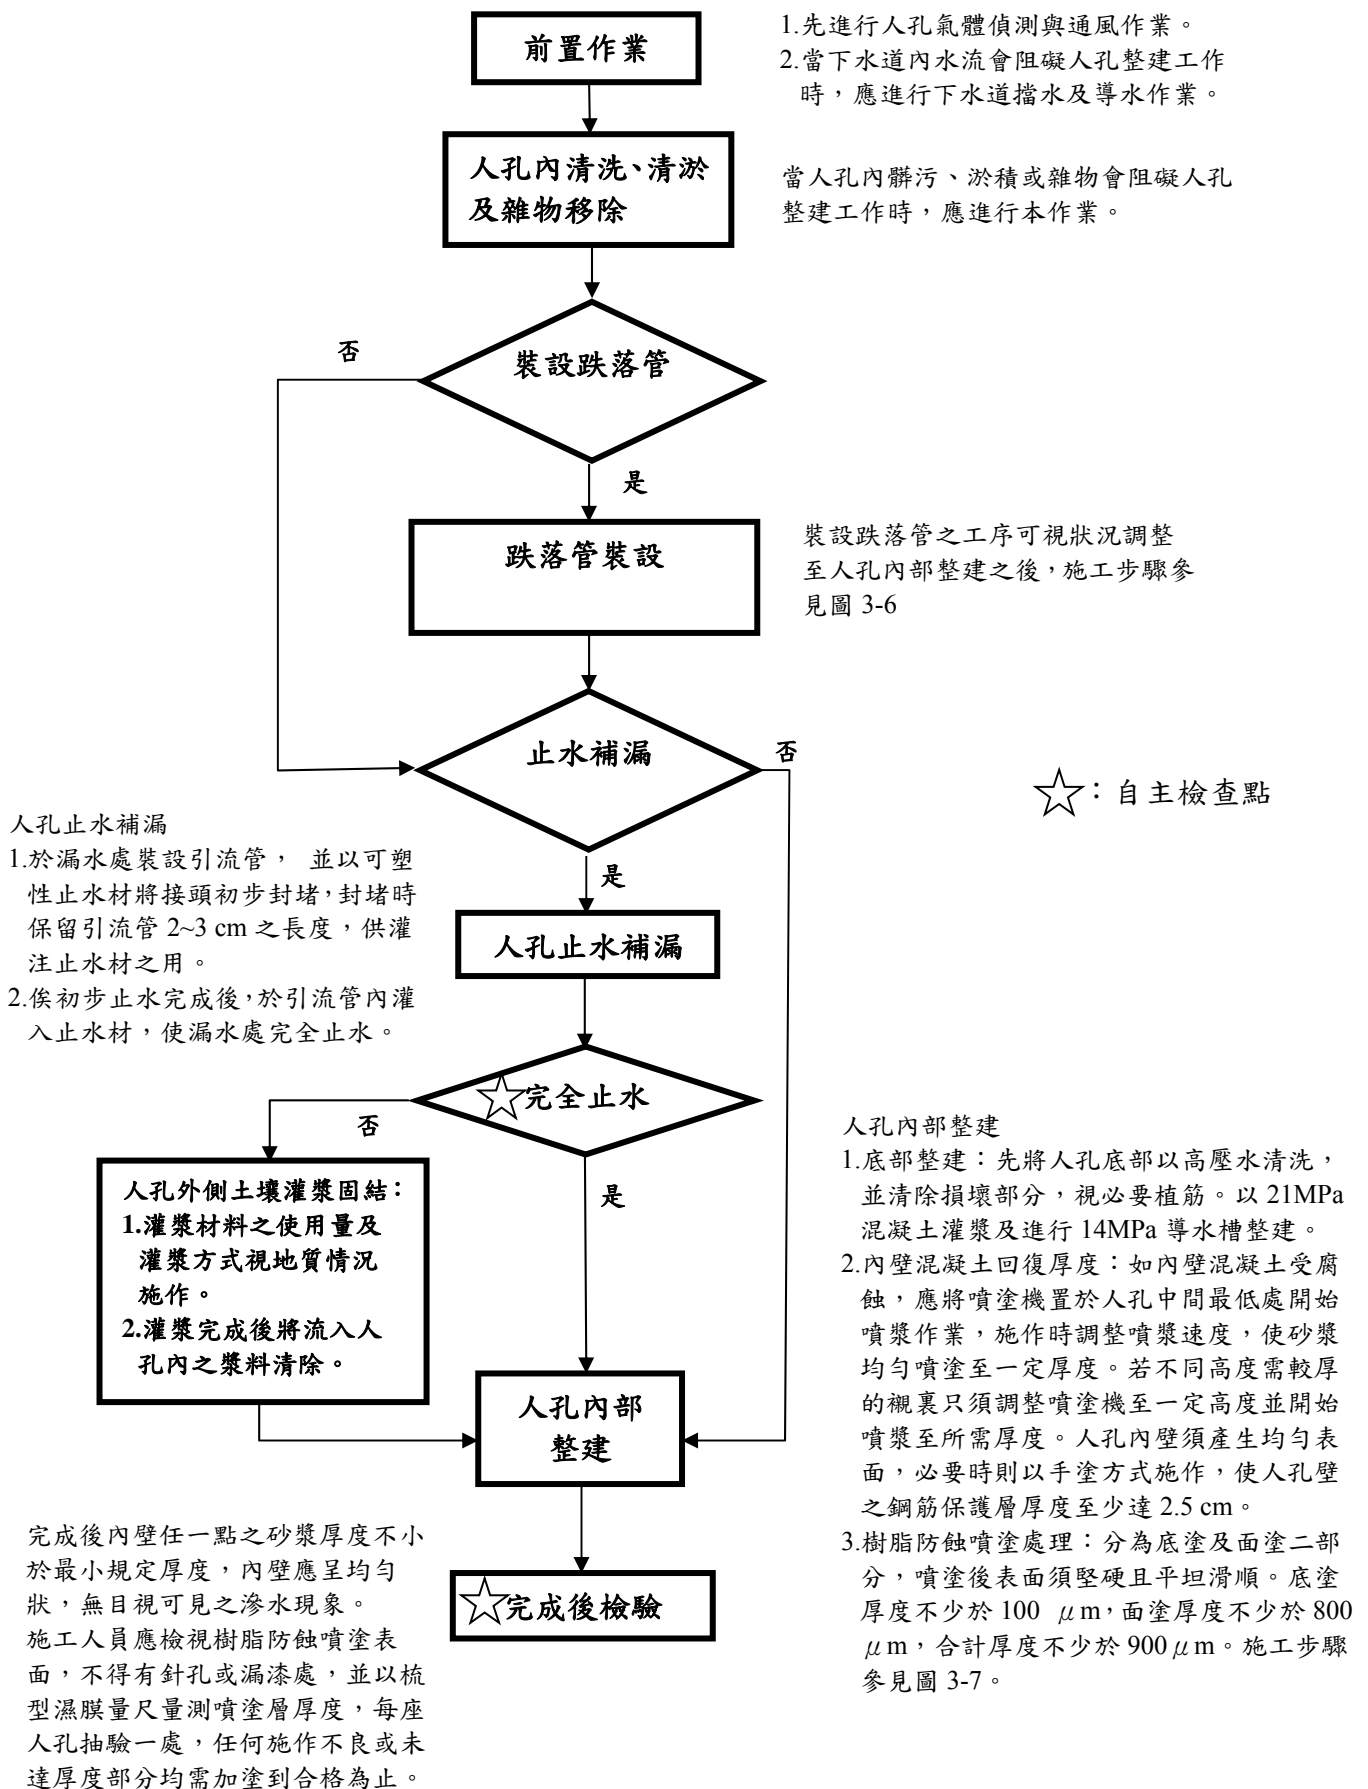 前置作業
1.先進行人孔氣體偵測與通風作業。
2.當下水道內水流會阻礙人孔整建工作
時，應進行下水道擋水及導水作業。
人孔內清洗、清淤
及雜物移除
當人孔內髒污、淤積或雜物會阻礙人孔
整建工作時，應進行本作業。
裝設跌落管
否
是
跌落管裝設
裝設跌落管之工序可視狀況調整
至人孔內部整建之後，施工步驟參
見圖 3-6
止水補漏
否
是
☆：自主檢查點
人孔止水補漏
1.於漏水處裝設引流管， 並以可塑
性止水材將接頭初步封堵，封堵時
保留引流管 2~3 cm 之長度，供灌
注止水材之用。
2.俟初步止水完成後，於引流管內灌
入止水材，使漏水處完全止水。
人孔止水補漏
☆完全止水
否
是
人孔外側土壤灌漿固結：
1.灌漿材料之使用量及
灌漿方式視地質情況
施作。
2.灌漿完成後將流入人
孔內之漿料清除。
人孔內部
整建
人孔內部整建
1.底部整建：先將人孔底部以高壓水清洗，
並清除損壞部分，視必要植筋。以 21MPa
混凝土灌漿及進行 14MPa 導水槽整建。
2.內壁混凝土回復厚度：如內壁混凝土受腐
蝕，應將噴塗機置於人孔中間最低處開始
噴漿作業，施作時調整噴漿速度，使砂漿
均勻噴塗至一定厚度。若不同高度需較厚
的襯裏只須調整噴塗機至一定高度並開始
噴漿至所需厚度。人孔內壁須產生均勻表
面，必要時則以手塗方式施作，使人孔壁
之鋼筋保護層厚度至少達 2.5 cm。
3.樹脂防蝕噴塗處理：分為底塗及面塗二部
分，噴塗後表面須堅硬且平坦滑順。底塗
厚度不少於 100 μm，面塗厚度不少於 800
μm，合計厚度不少於 900μm。施工步驟
參見圖 3-7。
☆完成後檢驗
完成後內壁任一點之砂漿厚度不小
於最小規定厚度，內壁應呈均勻
狀，無目視可見之滲水現象。
施工人員應檢視樹脂防蝕噴塗表
面，不得有針孔或漏漆處，並以梳
型濕膜量尺量測噴塗層厚度，每座
人孔抽驗一處，任何施作不良或未
達厚度部分均需加塗到合格為止。